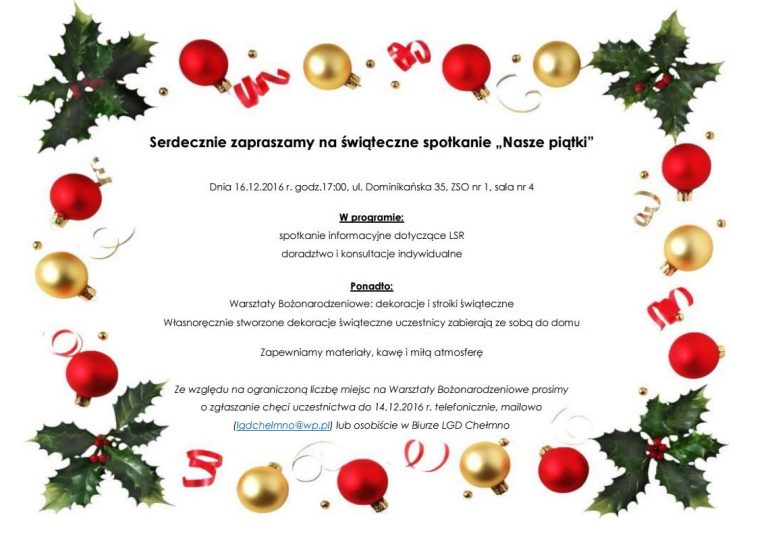 Serdecznie zapraszamy na świąteczne spotkanie „Nasze piątki”
Dnia 16.12.2016 r. godz.17:00, ul. Dominikańska 35, ZSO nr 1, sala nr 4
W programie:
spotkanie informacyjne dotyczące LSR
doradztwo i konsultacje indywidualne
Ponadto:
Warsztaty Bożonarodzeniowe: dekoracje i stroiki świąteczne
Własnoręcznie stworzone dekoracje świąteczne uczestnicy zabierają ze sobą do domu
Zapewniamy materiały, kawę i miłą atmosferę
Ze względu na ograniczoną liczbę miejsc na Warsztaty Bożonarodzeniowe prosimy
o zgłaszanie chęci uczestnictwa do 14.12.2016 r. telefonicznie, mailowo
(lgdchelmno@wp.pl) lub osobiście w Biurze LGD Chełmno